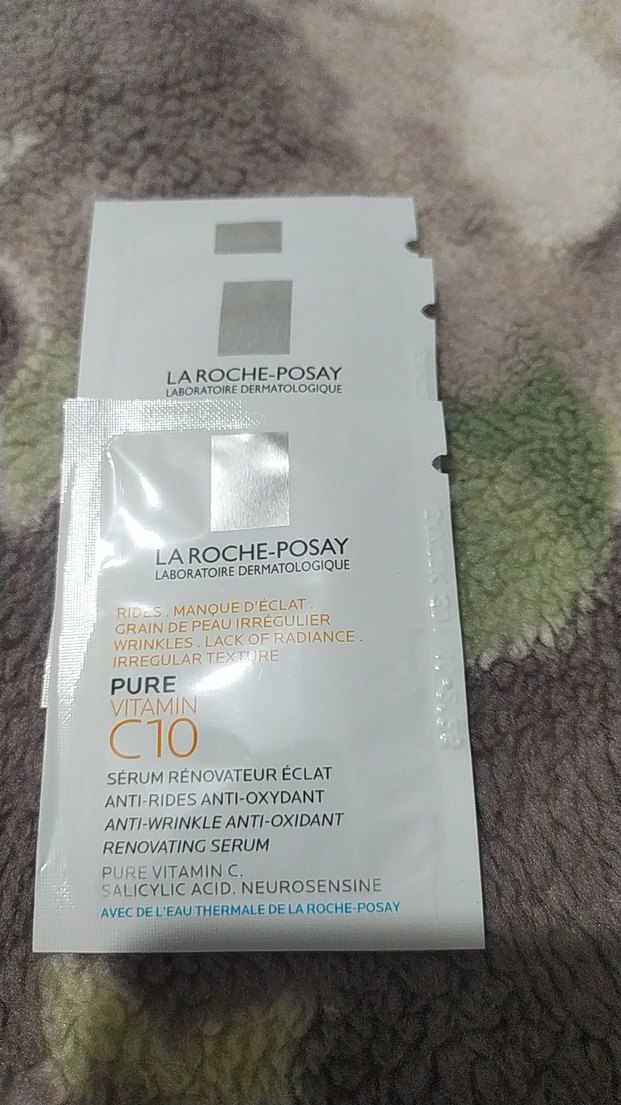 LA ROCHE-POSAY
LABORATOIRE DERMATOLOGIQUE
LA ROCHE-POSAY
LABORATOIRE DERMATOLOGIQUE
RIDES . MANQUE D'ÉCLAT .
GRAIN DE PEAU IRRÉGULIER
WRINKLES . LACK OF RADIANCE .
IRREGULAR TEXTURE
PURE
VITAMIN
C10
SÉRUM RÉNOVATEUR ÉCLAT
ANTI-RIDES ANTI-OXYDANT
ANTI-WRINKLE ANTI-OXIDANT
RENOVATING SERUM
PURE VITAMIN C.
SALICYLIC ACID. NEUROSENSINE
AVEC DE L'EAU THERMALE DE LA ROCHE-POSAY